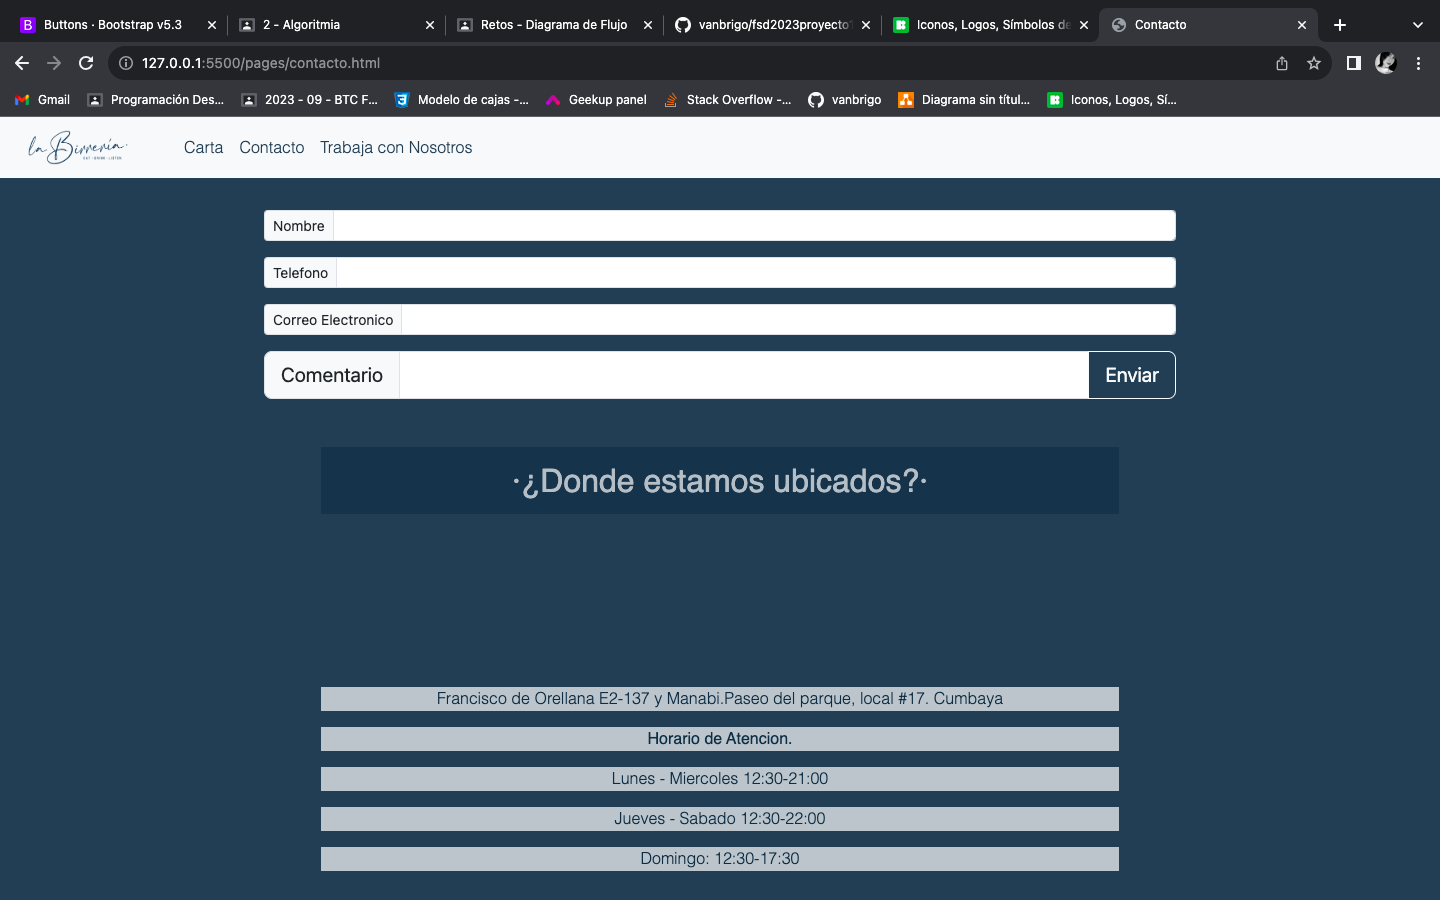 Buttons · Bootstrap v5.3
2 - Algoritmia
Retos - Diagrama de Flujo
vanbrigo/fsd2023proyecto
Iconos, Logos, Símbolos de
Contacto
127.0.0.1:5500/pages/contacto.html
Gmail
Programación Des...
2023 - 09 - BTC F...
Modelo de cajas -...
Geekup panel
Stack Overflow -...
vanbrigo
Diagrama sin títul...
Iconos, Logos, Sí...
la Birrería
EAT · DRINK · LISTEN
Carta
Contacto
Trabaja con Nosotros
Nombre
Telefono
Correo Electronico
Comentario
Enviar
·¿Donde estamos ubicados?·
Francisco de Orellana E2-137 y Manabi.Paseo del parque, local #17. Cumbaya
Horario de Atencion.
Lunes - Miercoles 12:30-21:00
Jueves - Sabado 12:30-22:00
Domingo: 12:30-17:30